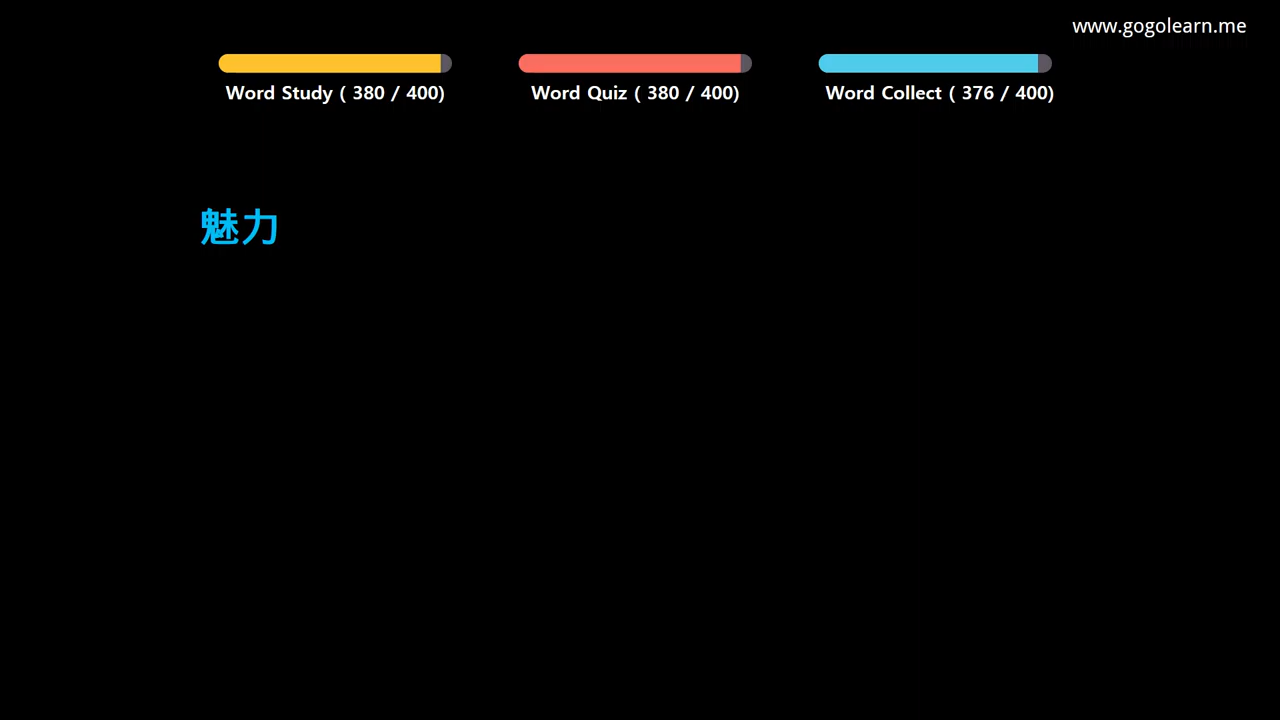 www.gogolearn.me
Word Study ( 380 / 400)
Word Quiz ( 380 / 400)
Word Collect ( 376 / 400)
魅力